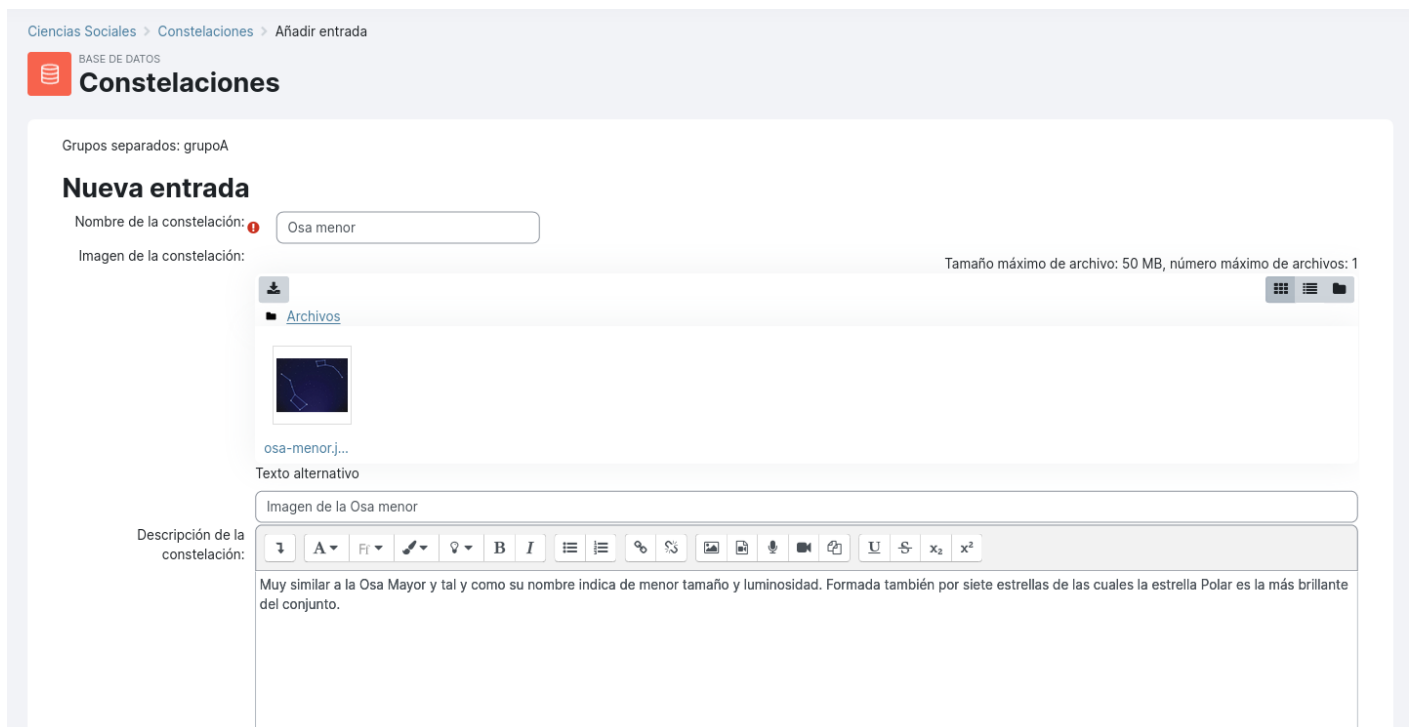 Ciencias Sociales > Constelaciones > Añadir entrada
BASE DE DATOS
Constelaciones
Grupos separados: grupoA
Nueva entrada
Nombre de la constelación:
Osa menor
Imagen de la constelación:
Tamaño máximo de archivo: 50 MB, número máximo de archivos: 1
Archivos
osa-menor.j...
Texto alternativo
Imagen de la Osa menor
Descripción de la
constelación:
A Fr B I U S x₂ x²
Muy similar a la Osa Mayor y tal y como su nombre indica de menor tamaño y luminosidad. Formada también por siete estrellas de las cuales la estrella Polar es la más brillante
del conjunto.